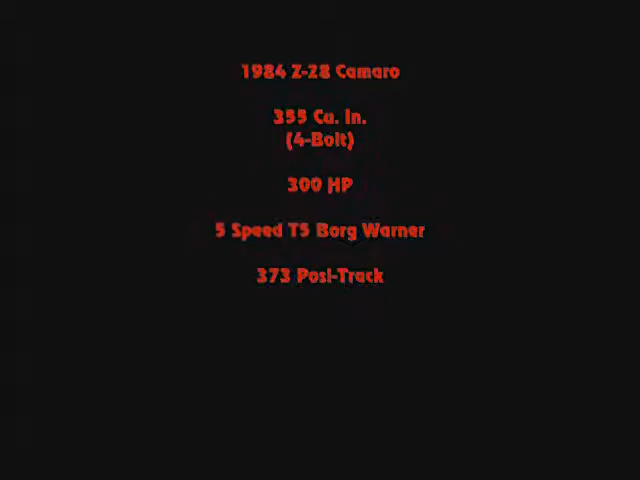 1984 Z-28 Camaro
355 Cu. In.
(4-Bolt)
300 HP
5 Speed T5 Borg Warner
373 Posi-Track